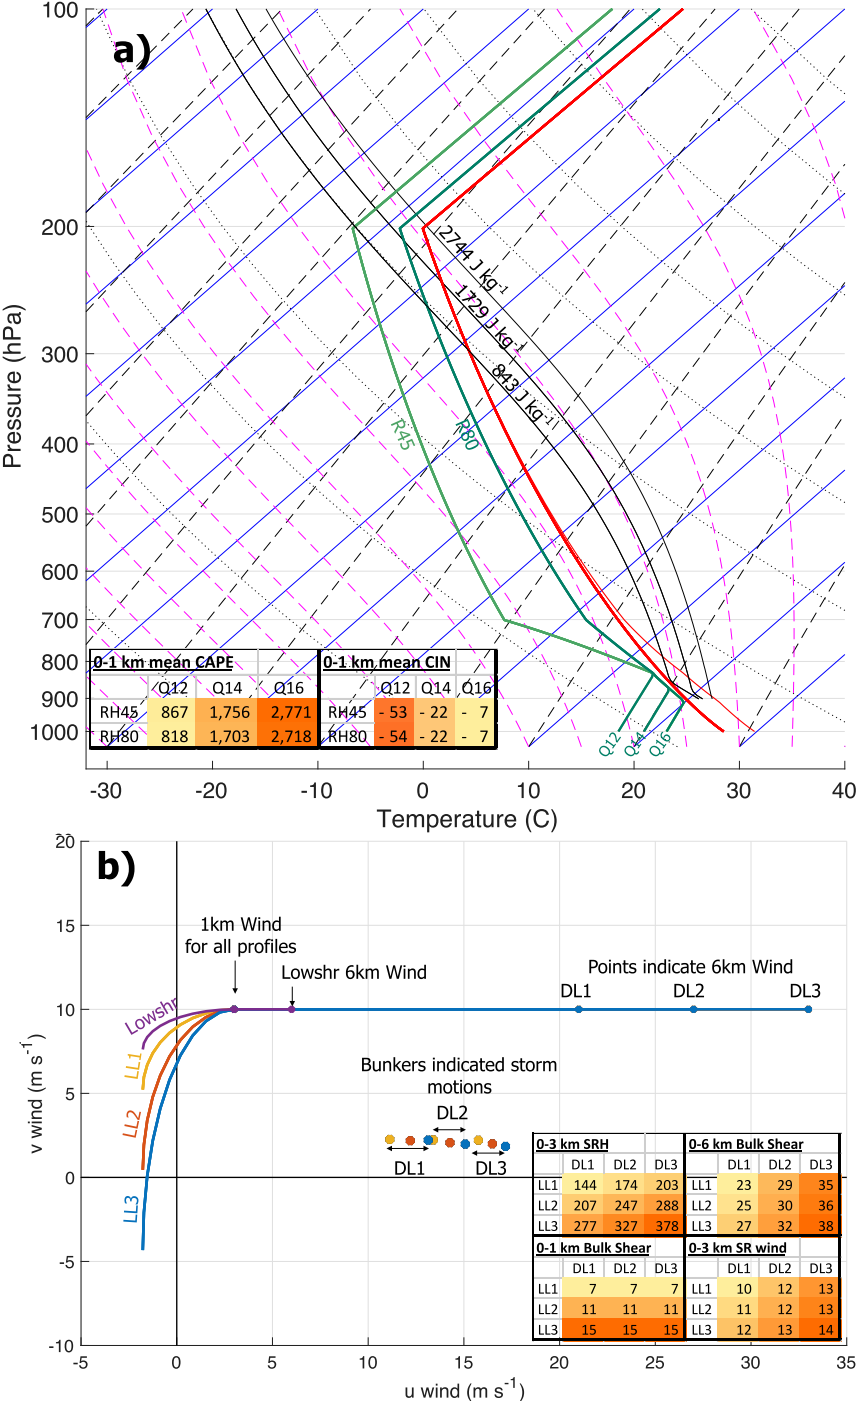 100
a)
200
2744 J kg⁻¹
1729 J kg⁻¹
843 J kg⁻¹
300
Pressure (hPa)
400
R45
R80
500
600
700
800
900
1000
0-1 km mean CAPE
Q12 Q14 Q16
RH45 867 1,756 2,771
RH80 818 1,703 2,718
0-1 km mean CIN
Q12 Q14 Q16
RH45 - 53 - 22 - 7
RH80 - 54 - 22 - 7
Q12 Q14 Q16
-30 -20 -10 0 10 20 30 40
Temperature (C)
20
b)
15
1km Wind
for all profiles
Lowshr 6km Wind
Points indicate 6km Wind
DL1 DL2 DL3
10
Lowshr
LL1
LL2
LL3
v wind (m s⁻¹)
5
Bunkers indicated storm
motions
DL2
DL1 DL3
0
-5
-10
0-3 km SRH
DL1 DL2 DL3
LL1 144 174 203
LL2 207 247 288
LL3 277 327 378
0-6 km Bulk Shear
DL1 DL2 DL3
LL1 23 29 35
LL2 25 30 36
LL3 27 32 38
0-1 km Bulk Shear
DL1 DL2 DL3
LL1 7 7 7
LL2 11 11 11
LL3 15 15 15
0-3 km SR wind
DL1 DL2 DL3
LL1 10 12 13
LL2 11 12 13
LL3 12 13 14
-5 0 5 10 15 20 25 30 35
u wind (m s⁻¹)